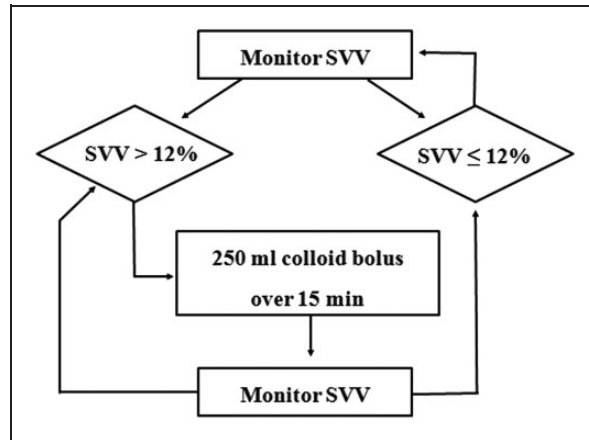 Monitor SVV
SVV > 12%
SVV ≤ 12%
250 ml colloid bolus
over 15 min
Monitor SVV